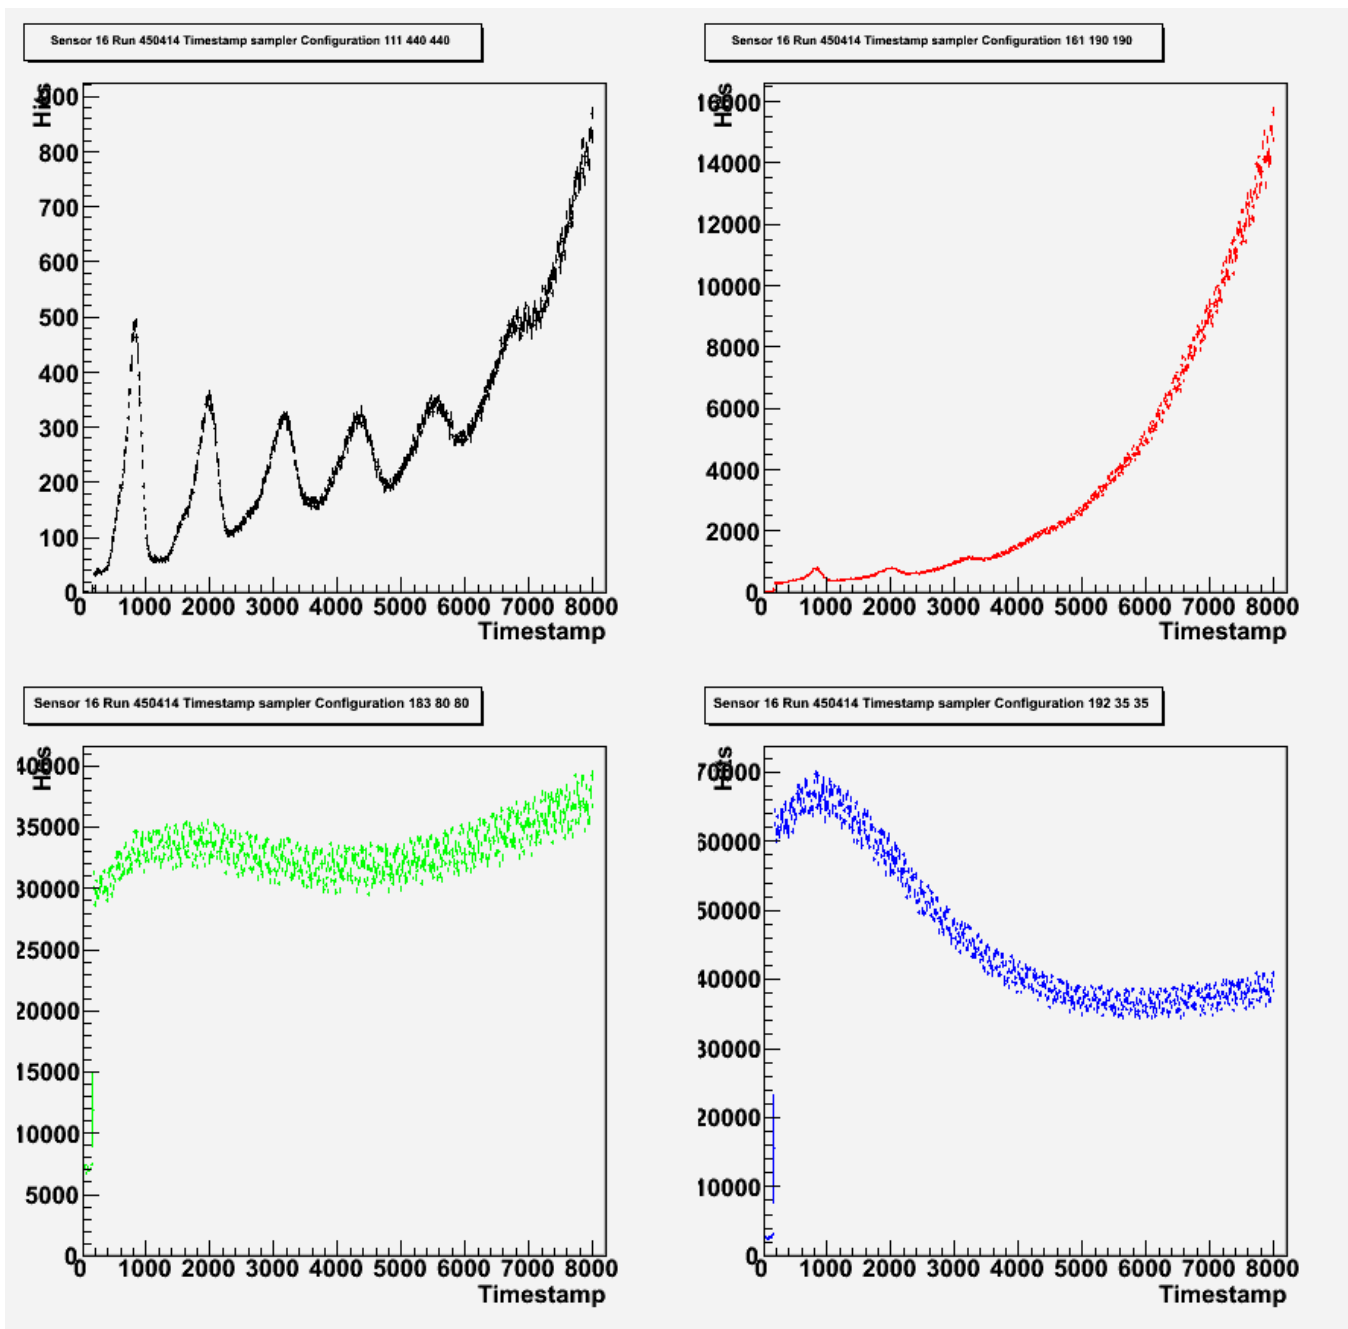 Sensor 16 Run 450414 Timestamp sampler Configuration 111 440 440
Hits
900
800
700
600
500
400
300
200
100
0
0 1000 2000 3000 4000 5000 6000 7000 8000
Timestamp
Sensor 16 Run 450414 Timestamp sampler Configuration 161 190 190
Hits
16000
14000
12000
10000
8000
6000
4000
2000
0
0 1000 2000 3000 4000 5000 6000 7000 8000
Timestamp
Sensor 16 Run 450414 Timestamp sampler Configuration 183 80 80
Hits
40000
35000
30000
25000
20000
15000
10000
5000
0
0 1000 2000 3000 4000 5000 6000 7000 8000
Timestamp
Sensor 16 Run 450414 Timestamp sampler Configuration 192 35 35
Hits
70000
60000
50000
40000
30000
20000
10000
0
0 1000 2000 3000 4000 5000 6000 7000 8000
Timestamp